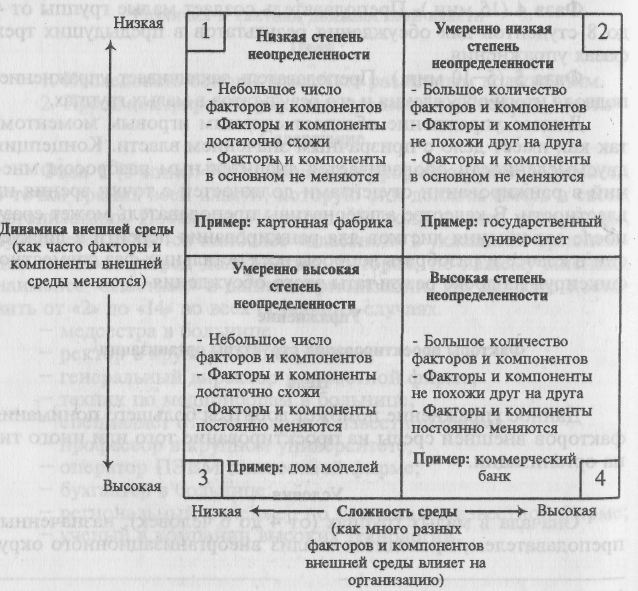 Низкая
Динамика внешней среды
(как часто факторы и
компоненты внешней
среды меняются)
Высокая
1
Низкая степень
неопределенности
- Небольшое число
факторов и компонентов
- Факторы и компоненты
достаточно схожи
- Факторы и компоненты
в основном не меняются
Пример: картонная фабрика
2
Умеренно низкая
степень
неопределенности
- Большое количество
факторов и компонентов
- Факторы и компоненты
не похожи друг на друга
- Факторы и компоненты
в основном меняются
Пример: государственный
университет
Умеренно высокая
степень
неопределенности
- Небольшое число
факторов и компонентов
- Факторы и компоненты
достаточно схожи
- Факторы и компоненты
постоянно меняются
Пример: дом моделей
3
Высокая степень
неопределенности
- Большое количество
факторов и компонентов
- Факторы и компоненты
не похожи друг на друга
- Факторы и компоненты
постоянно меняются
Пример: коммерческий
банк
4
Низкая
Сложность среды
Высокая
(как много разных
факторов и компонентов
внешней среды влияет на
организацию)